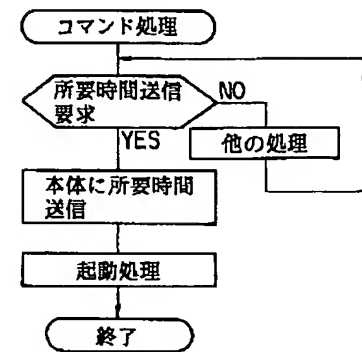 コマンド処理
所要時間送信
要求
NO
YES
他の処理
本体に所要時間
送信
起動処理
終了